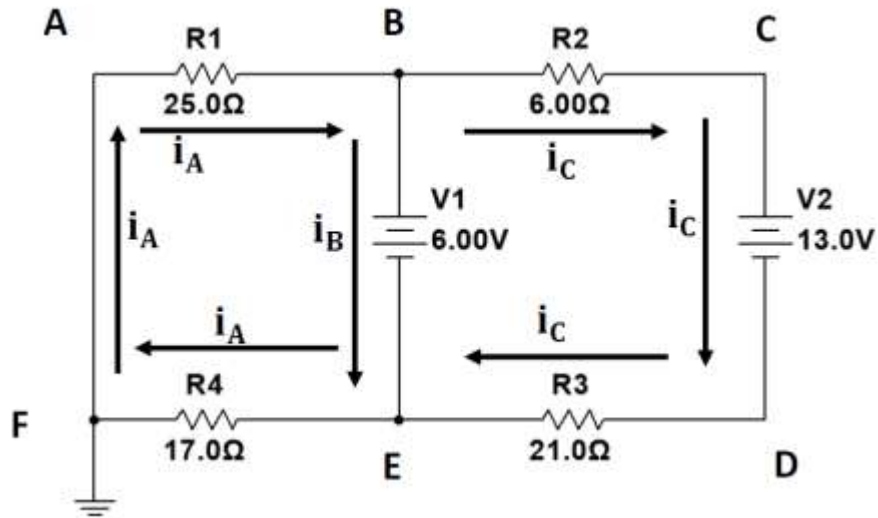 A
B
C
R1
R2
25.0Ω
6.00Ω
iA
iC
V1
V2
iA
iB
6.00V
iC
13.0V
iA
iC
R4
R3
F
17.0Ω
E
21.0Ω
D